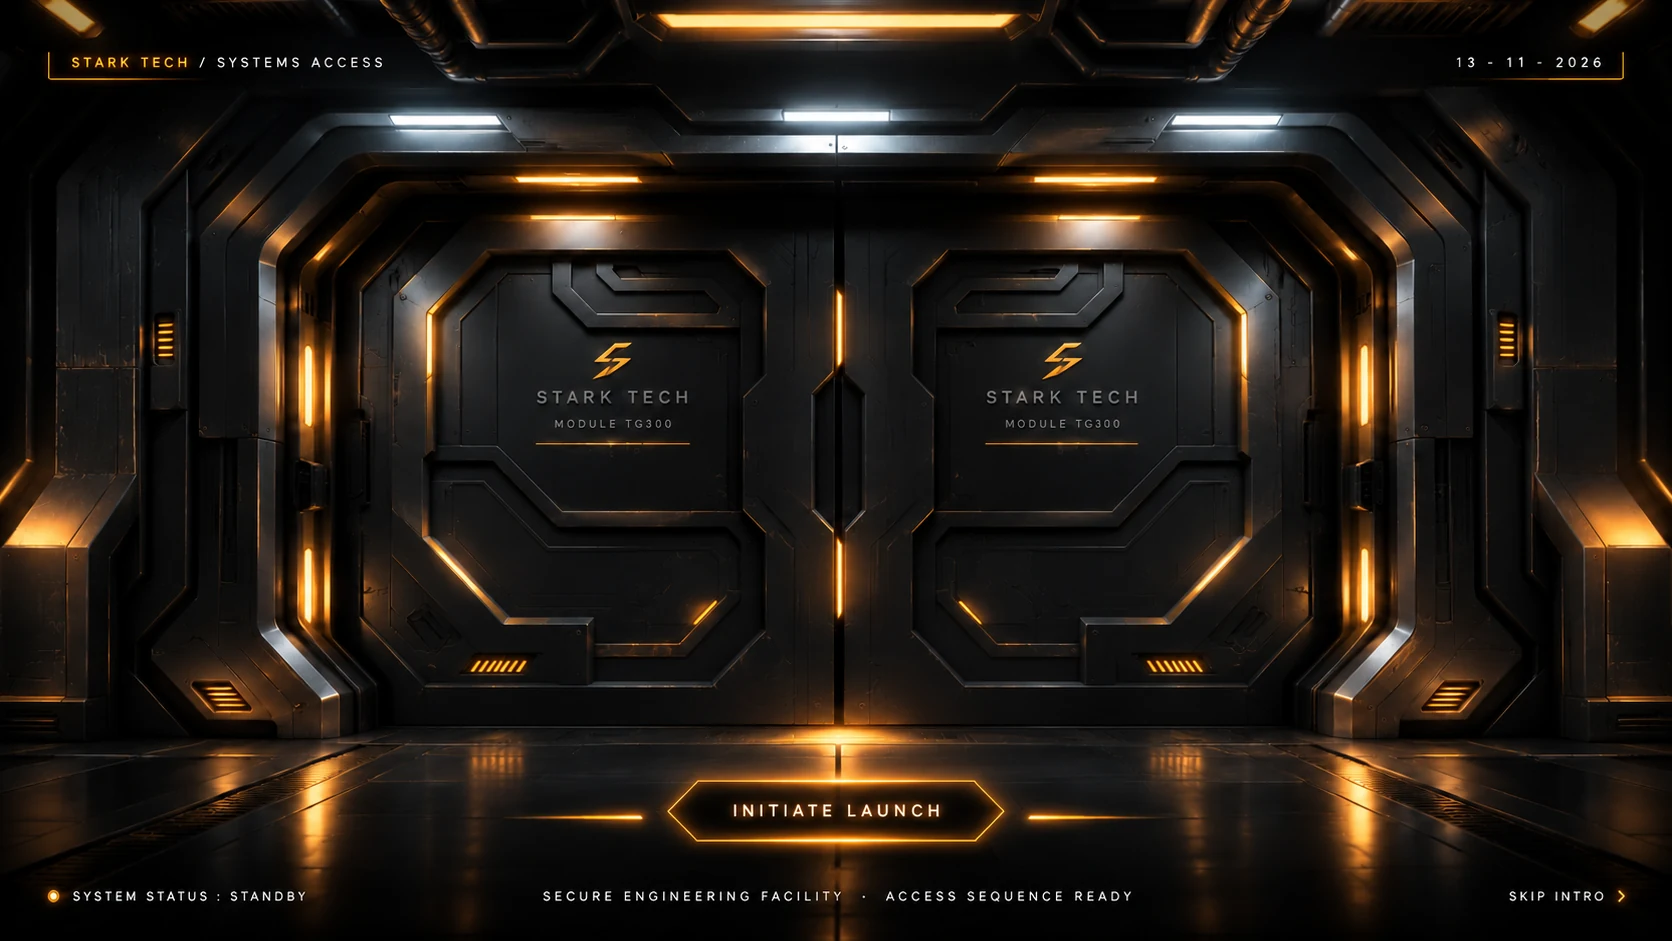 STARK TECH / SYSTEMS ACCESS
13 - 11 - 2026
STARK TECH
MODULE TG300
STARK TECH
MODULE TG300
INITIATE LAUNCH
SYSTEM STATUS : STANDBY
SECURE ENGINEERING FACILITY · ACCESS SEQUENCE READY
SKIP INTRO